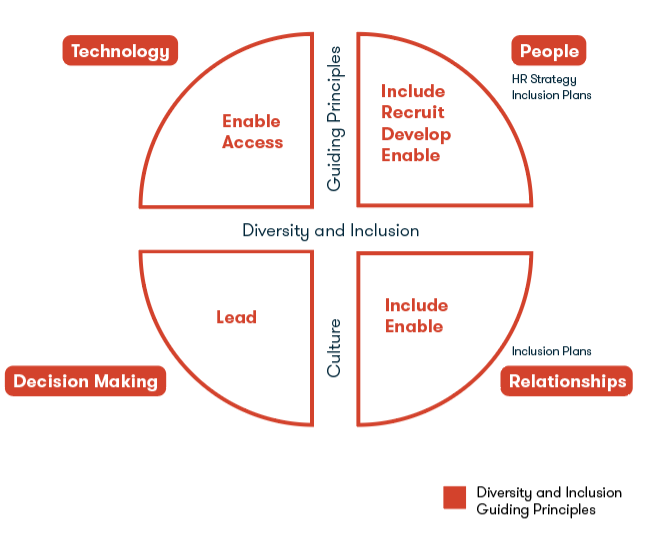 Technology
Enable
Access
Guiding Principles
Include
Recruit
Develop
Enable
People
HR Strategy
Inclusion Plans
Diversity and Inclusion
Lead
Decision Making
Culture
Include
Enable
Inclusion Plans
Relationships
Diversity and Inclusion
Guiding Principles